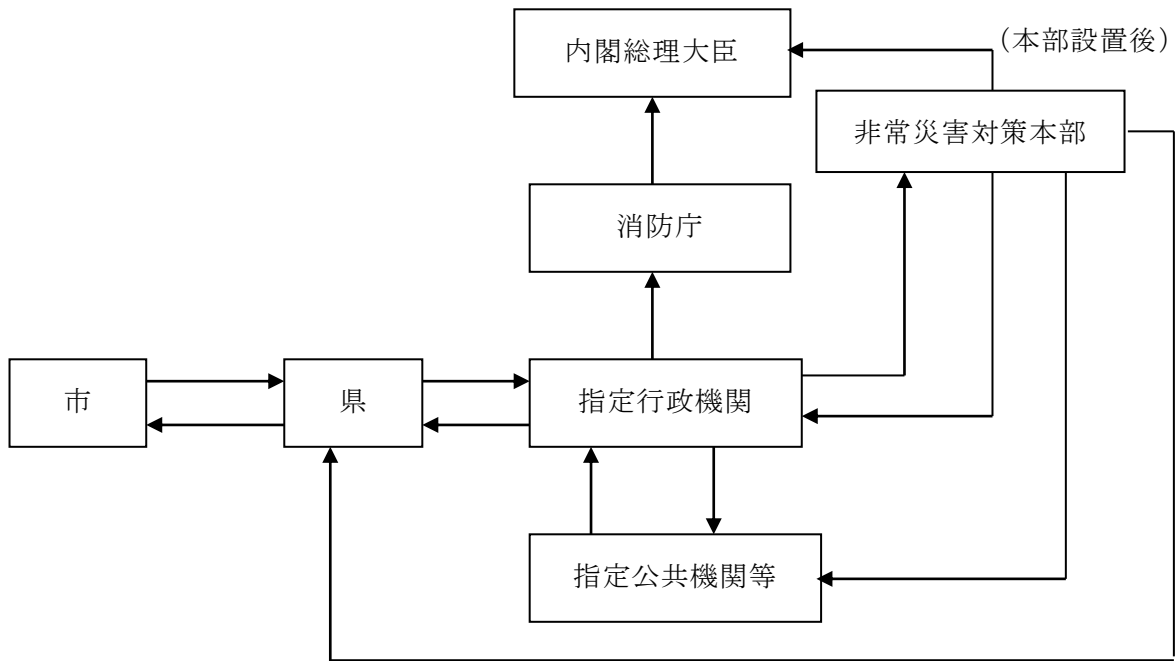 内閣総理大臣
(本部設置後)
非常災害対策本部
消防庁
市
県
指定行政機関
指定公共機関等